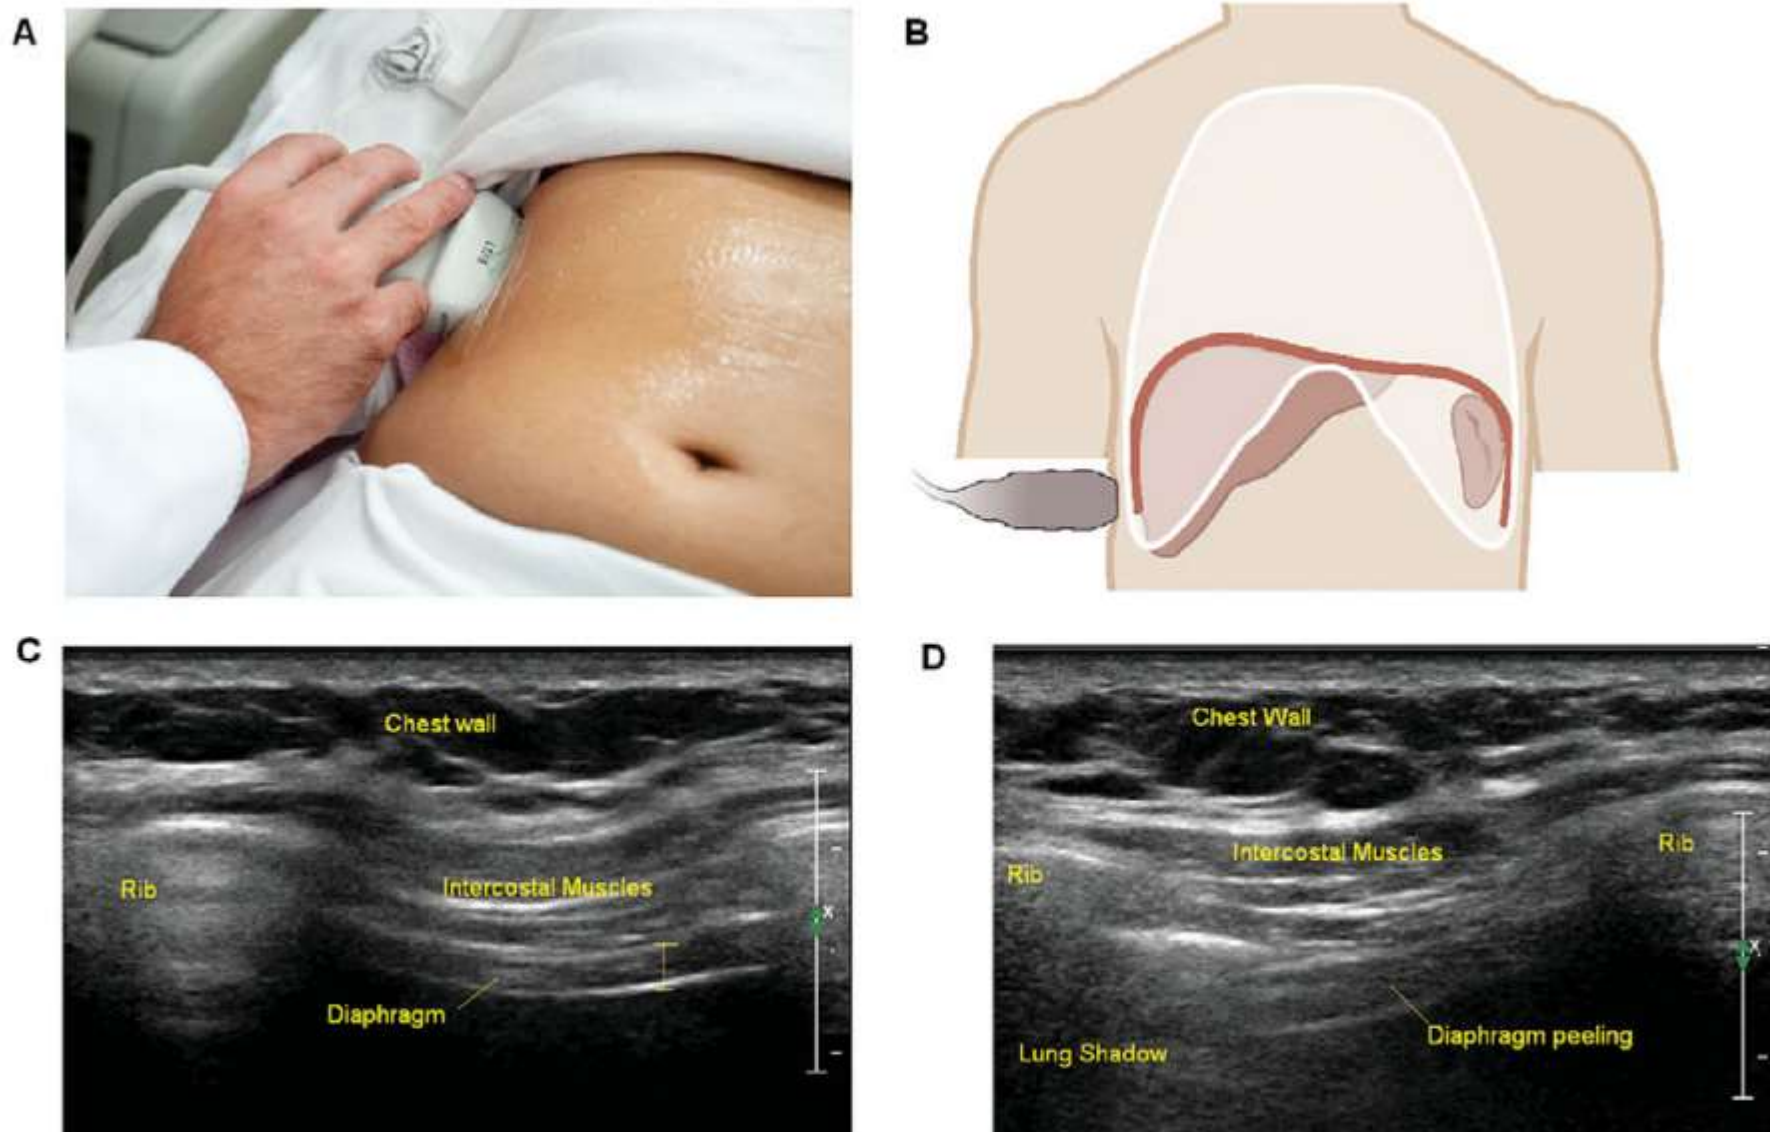 A
B
C
Chest wall
Rib
Intercostal Muscles
Diaphragm
x
D
Chest Wall
Intercostal Muscles
Rib
Rib
x
Diaphragm peeling
Lung Shadow